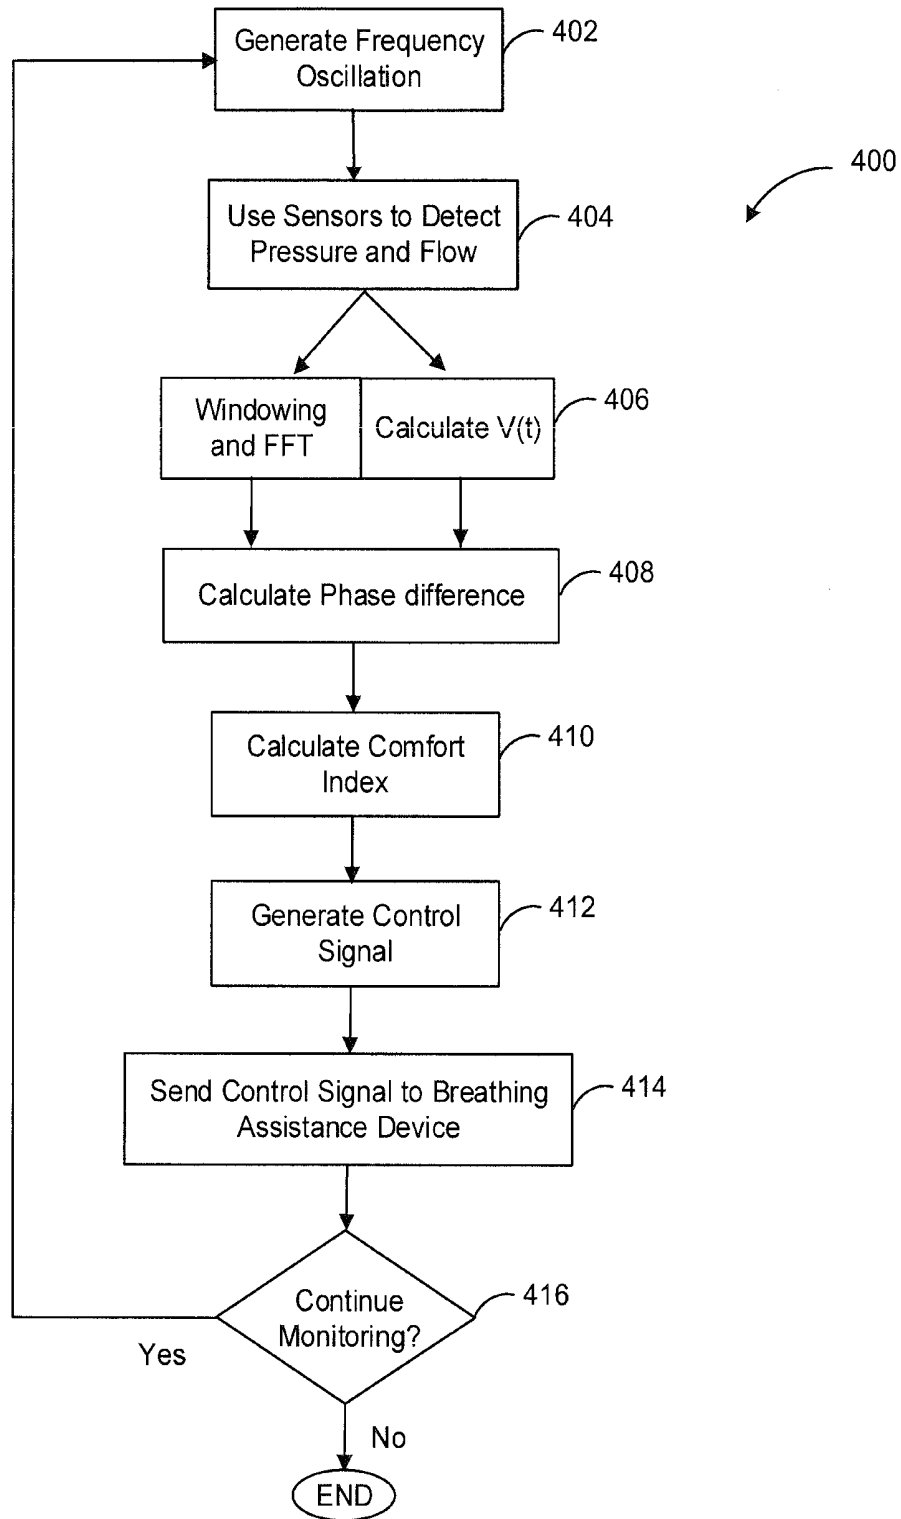 Generate Frequency
Oscillation
402
400
Use Sensors to Detect
Pressure and Flow
404
Windowing
and FFT
Calculate V(t)
406
Calculate Phase difference
408
Calculate Comfort
Index
410
Generate Control
Signal
412
Send Control Signal to Breathing
Assistance Device
414
Continue
Monitoring?
416
Yes
No
END